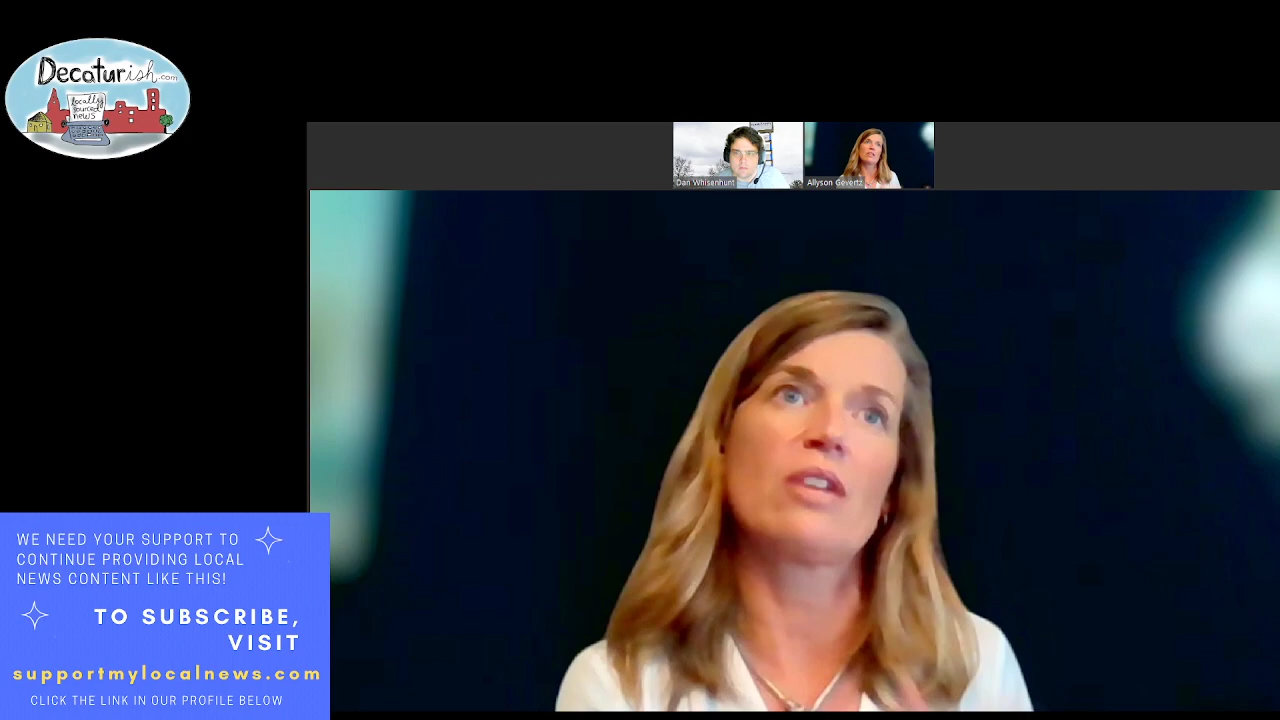 Decaturish.com
locally
sourced
news
Dan Whisenhunt
Allyson Gevertz
WE NEED YOUR SUPPORT TO
CONTINUE PROVIDING LOCAL
NEWS CONTENT LIKE THIS!
TO SUBSCRIBE,
VISIT
supportmylocalnews.com
CLICK THE LINK IN OUR PROFILE BELOW